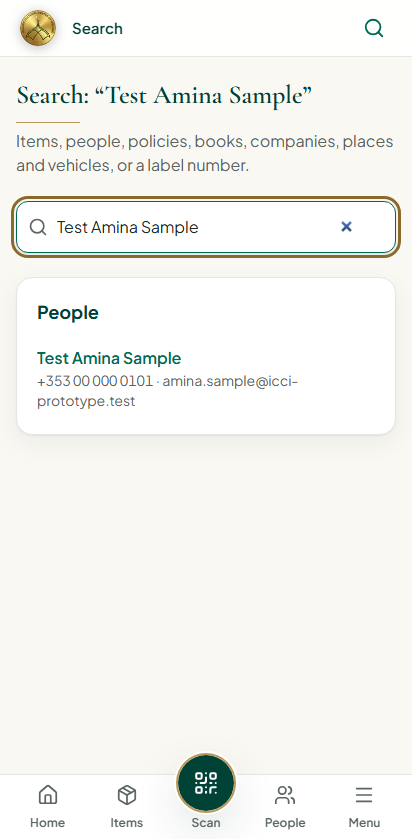 Search
Search: “Test Amina Sample”
Items, people, policies, books, companies, places
and vehicles, or a label number.
Test Amina Sample
People
Test Amina Sample
+353 00 000 0101 · amina.sample@icci-
prototype.test
Home
Items
Scan
People
Menu